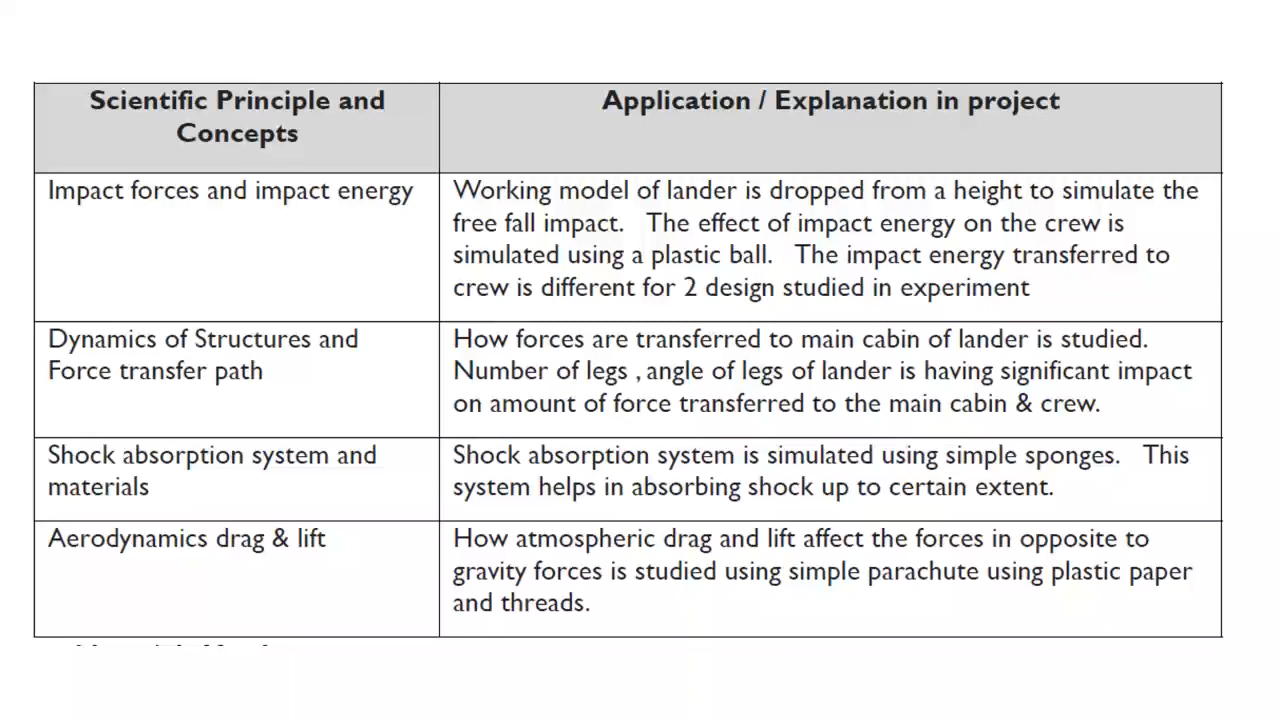 Scientific Principle and
Concepts
Application / Explanation in project
Impact forces and impact energy
Working model of lander is dropped from a height to simulate the
free fall impact. The effect of impact energy on the crew is
simulated using a plastic ball. The impact energy transferred to
crew is different for 2 design studied in experiment
Dynamics of Structures and
Force transfer path
How forces are transferred to main cabin of lander is studied.
Number of legs , angle of legs of lander is having significant impact
on amount of force transferred to the main cabin & crew.
Shock absorption system and
materials
Shock absorption system is simulated using simple sponges. This
system helps in absorbing shock up to certain extent.
Aerodynamics drag & lift
How atmospheric drag and lift affect the forces in opposite to
gravity forces is studied using simple parachute using plastic paper
and threads.